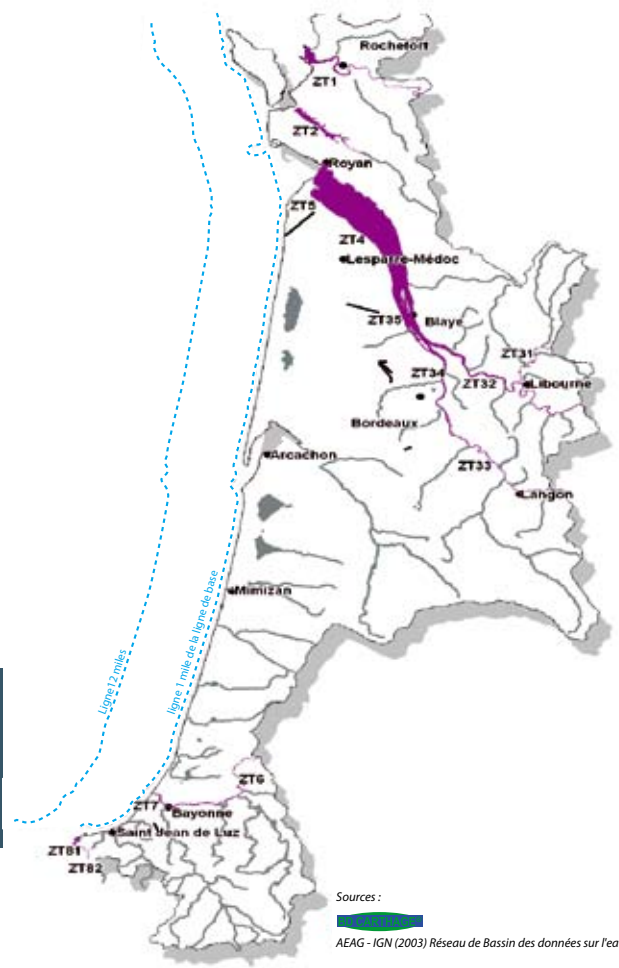 Rochefort
ZT1
ZT2
Royan
ZT5
ZT4
Lesparre-Médoc
ZT35
Blaye
ZT31
ZT34
ZT32
Libourne
Bordeaux
Arcachon
ZT33
Langon
Mimizan
Ligne12 miles
ligne 1 mile de la ligne de base
ZT6
ZT7
Bayonne
Saint Jean de Luz
ZT81
ZT82
Sources :
BD CARTHAGE®
AEAG - IGN (2003) Réseau de Bassin des données sur l'ea